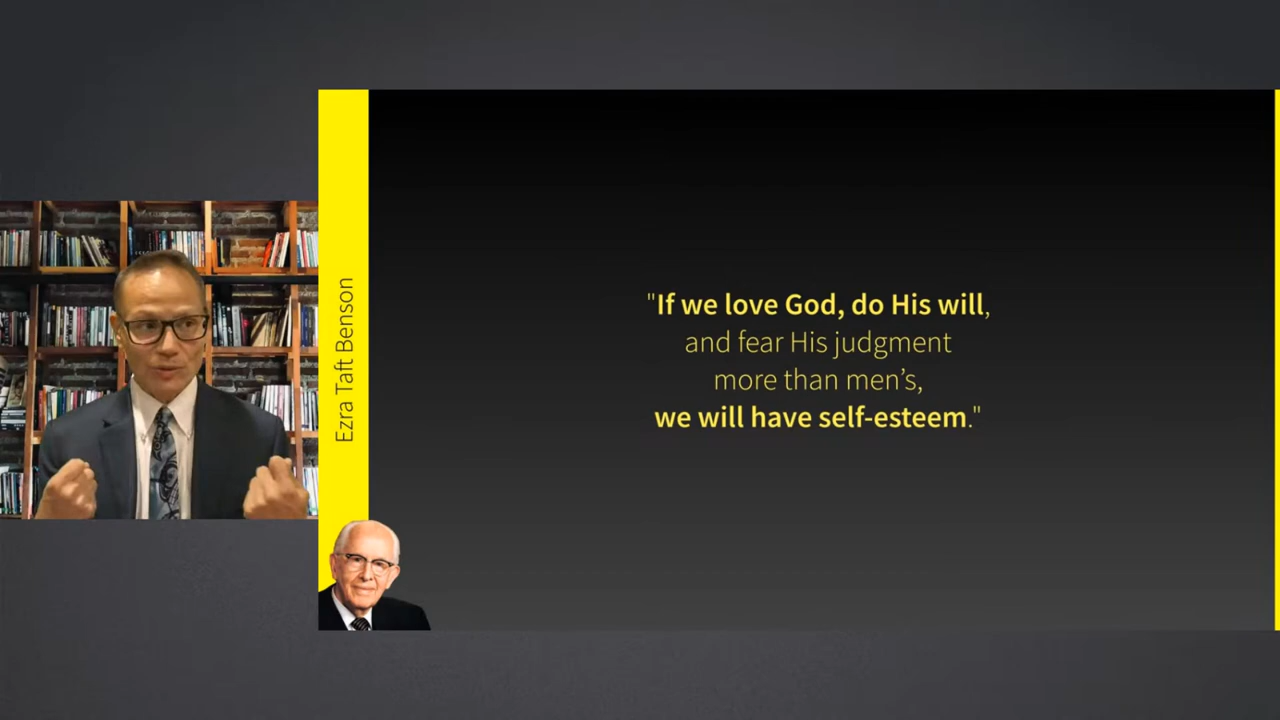 Ezra Taft Benson
"If we love God, do His will,
and fear His judgment
more than men’s,
we will have self-esteem."